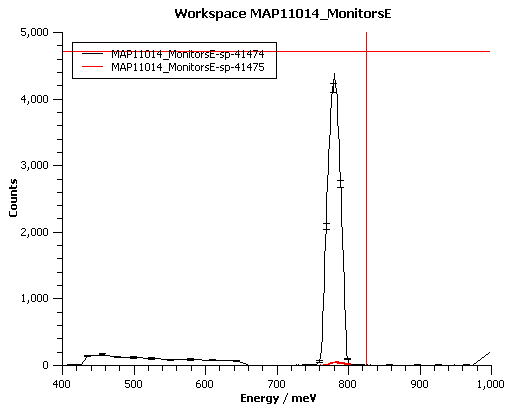 Workspace MAP11014_MonitorsE
5,000
MAP11014_MonitorsE-sp-41474
MAP11014_MonitorsE-sp-41475
4,000
3,000
Counts
2,000
1,000
0
400 500 600 700 800 900 1,000
Energy / meV